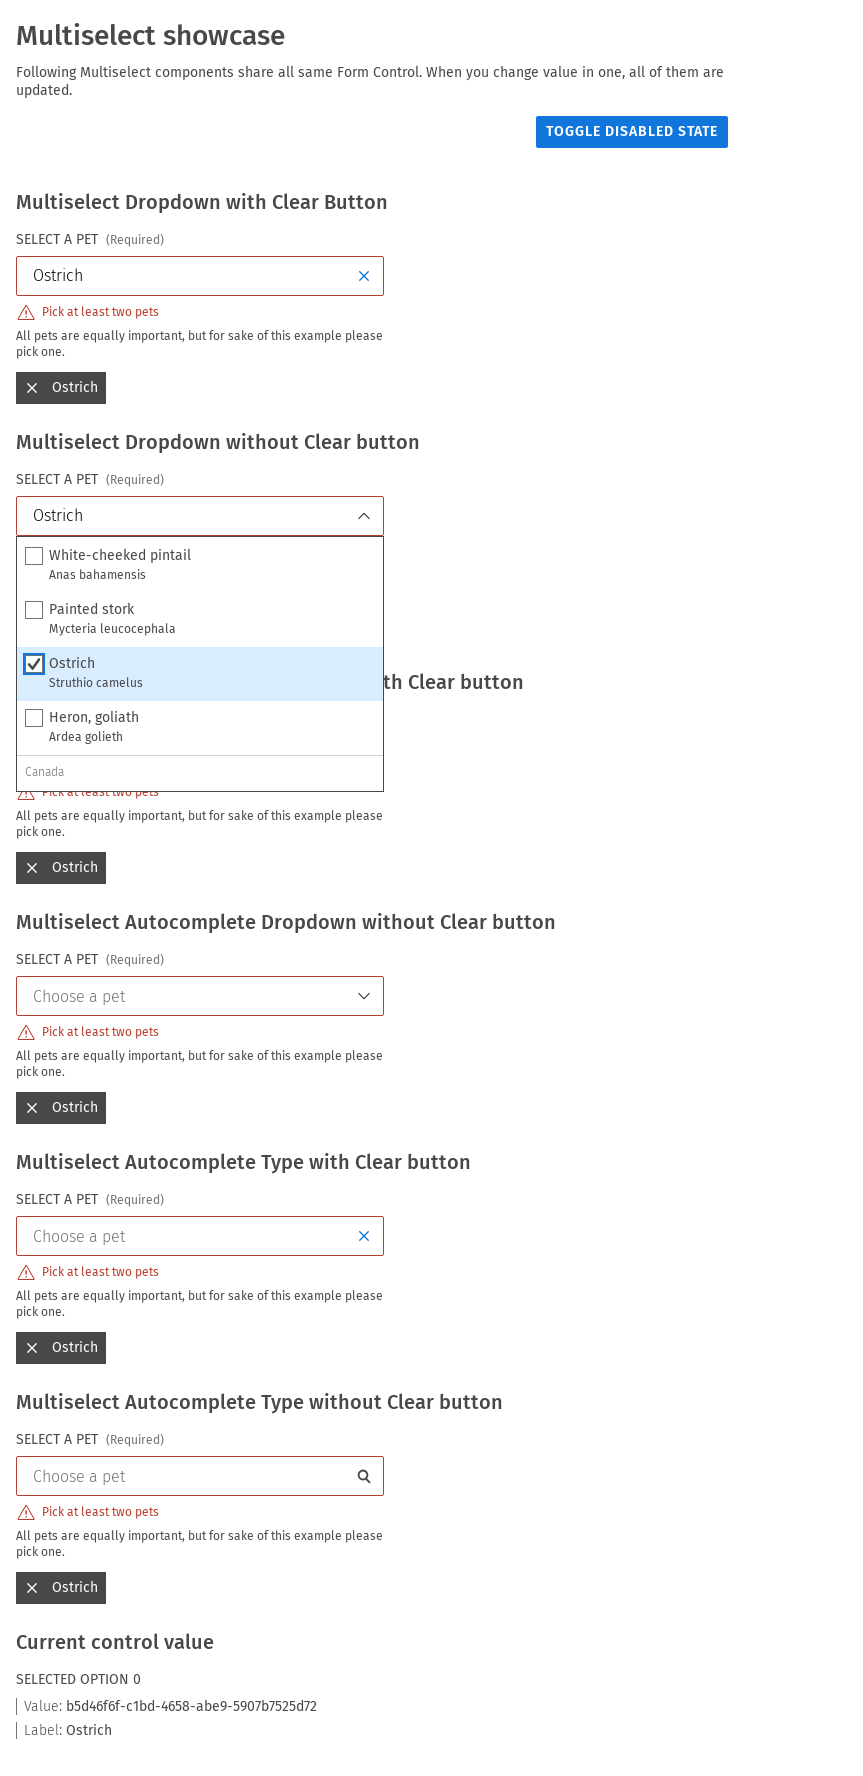 Multiselect showcase
Following Multiselect components share all same Form Control. When you change value in one, all of them are
updated.
TOGGLE DISABLED STATE
Multiselect Dropdown with Clear Button
SELECT A PET (Required)
Ostrich
Pick at least two pets
All pets are equally important, but for sake of this example please
pick one.
Ostrich
Multiselect Dropdown without Clear button
SELECT A PET (Required)
Ostrich
White-cheeked pintail
Anas bahamensis
Painted stork
Mycteria leucocephala
Ostrich
Struthio camelus
th Clear button
Heron, goliath
Ardea golieth
Canada
Pick at least two pets
All pets are equally important, but for sake of this example please
pick one.
Ostrich
Multiselect Autocomplete Dropdown without Clear button
SELECT A PET (Required)
Choose a pet
Pick at least two pets
All pets are equally important, but for sake of this example please
pick one.
Ostrich
Multiselect Autocomplete Type with Clear button
SELECT A PET (Required)
Choose a pet
Pick at least two pets
All pets are equally important, but for sake of this example please
pick one.
Ostrich
Multiselect Autocomplete Type without Clear button
SELECT A PET (Required)
Choose a pet
Pick at least two pets
All pets are equally important, but for sake of this example please
pick one.
Ostrich
Current control value
SELECTED OPTION 0
Value: b5d46f6f-c1bd-4658-abe9-5907b7525d72
Label: Ostrich